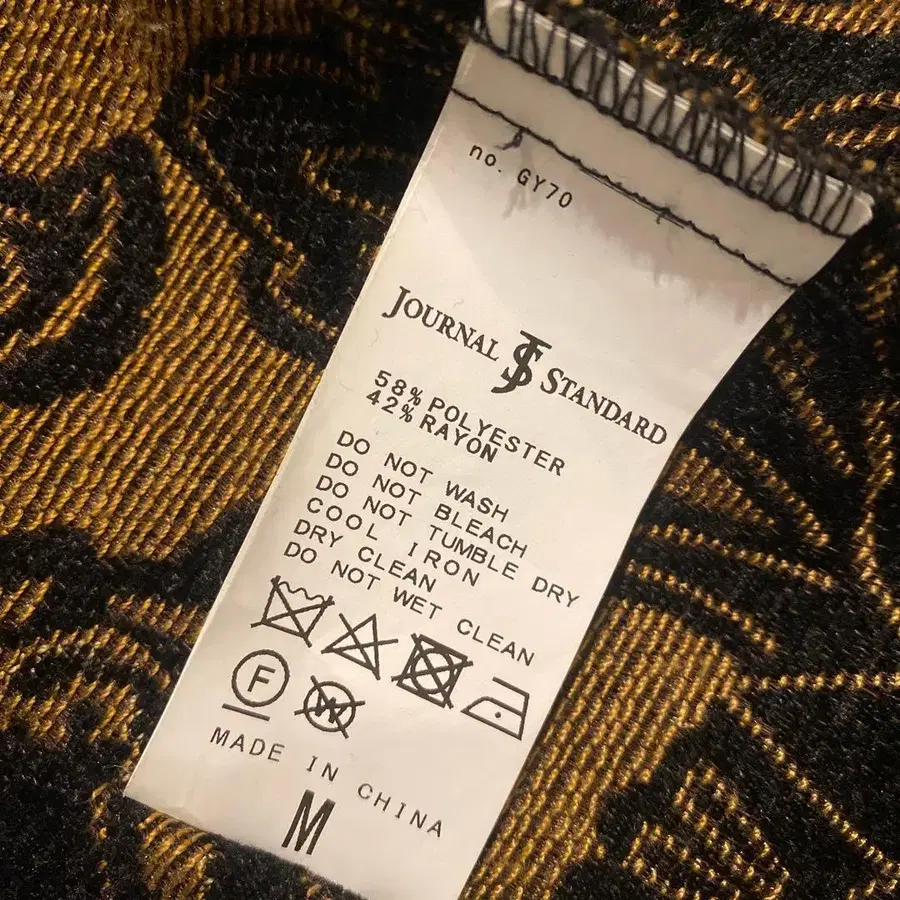 no. GY70
JOURNAL JS STANDARD
58% POLYESTER
42% RAYON
DO NOT WASH
DO NOT BLEACH
DO NOT TUMBLE DRY
COOL IRON
DRY CLEAN
DO NOT WET CLEAN
F W
MADE IN CHINA
M